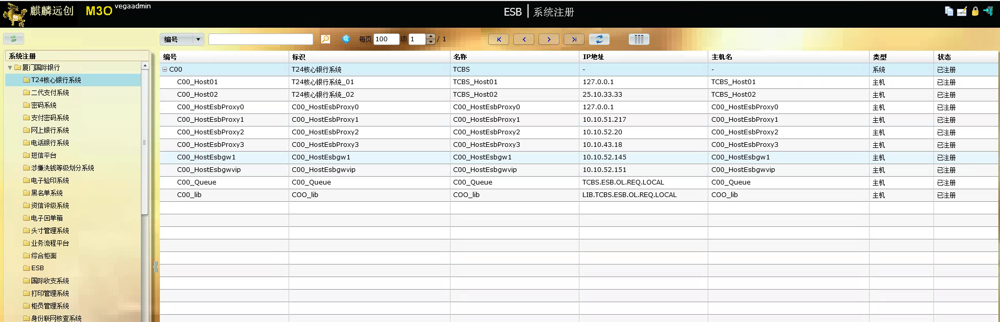 麒麟远创 M3O vegaadmin ESB 系统注册
编号 每页 100 项 1 / 1
系统注册
厦门国际银行
T24核心银行系统
二代支付系统
密码系统
支付密码系统
网上银行系统
电话银行系统
短信平台
涉嫌洗钱等级划分系统
电子验印系统
黑名单系统
资信评级系统
电子回单箱
头寸管理系统
业务流程平台
综合柜面
ESB
国际收支系统
打印管理系统
柜员管理系统
身份联网核查系统
编号 标识 名称 IP地址 主机名 类型 状态
C00 T24核心银行系统 TCBS - - 系统 已注册
C00_Host01 T24核心银行系统_01 TCBS_Host01 127.0.0.1 TCBS_Host01 主机 已注册
C00_Host02 T24核心银行系统_02 TCBS_Host02 25.10.33.33 TCBS_Host02 主机 已注册
C00_HostEsbProxy0 C00_HostEsbProxy0 C00_HostEsbProxy0 127.0.0.1 C00_HostEsbProxy0 主机 已注册
C00_HostEsbProxy1 C00_HostEsbProxy1 C00_HostEsbProxy1 10.10.51.217 C00_HostEsbProxy1 主机 已注册
C00_HostEsbProxy2 C00_HostEsbProxy2 C00_HostEsbProxy2 10.10.52.20 C00_HostEsbProxy2 主机 已注册
C00_HostEsbProxy3 C00_HostEsbProxy3 C00_HostEsbProxy3 10.10.43.18 C00_HostEsbProxy3 主机 已注册
C00_HostEsbgw1 C00_HostEsbgw1 C00_HostEsbgw1 10.10.52.145 C00_HostEsbgw1 主机 已注册
C00_HostEsbgwvip C00_HostEsbgwvip C00_HostEsbgwvip 10.10.52.151 C00_HostEsbgwvip 主机 已注册
C00_Queue C00_Queue C00_Queue TCBS.ESB.OL.REQ.LOCAL C00_Queue 主机 已注册
C00_lib COO_lib COO_lib LIB.TCBS.ESB.OL.REQ.LOCAL COO_lib 主机 已注册